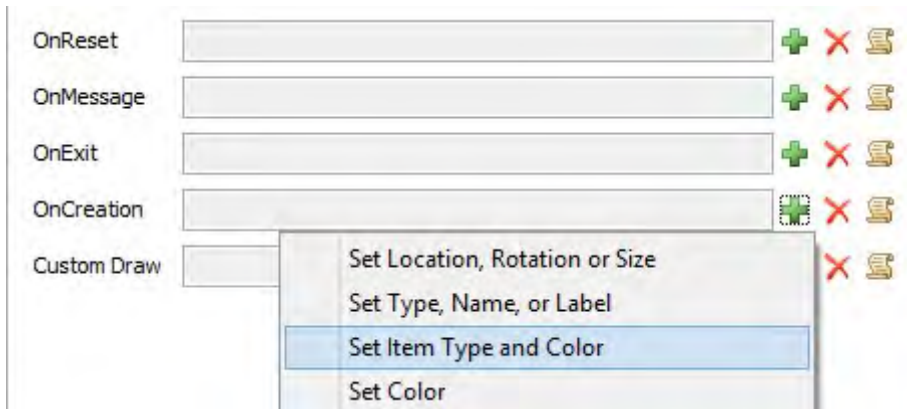 OnReset
OnMessage
OnExit
OnCreation
Custom Draw
Set Location, Rotation or Size
Set Type, Name, or Label
Set Item Type and Color
Set Color